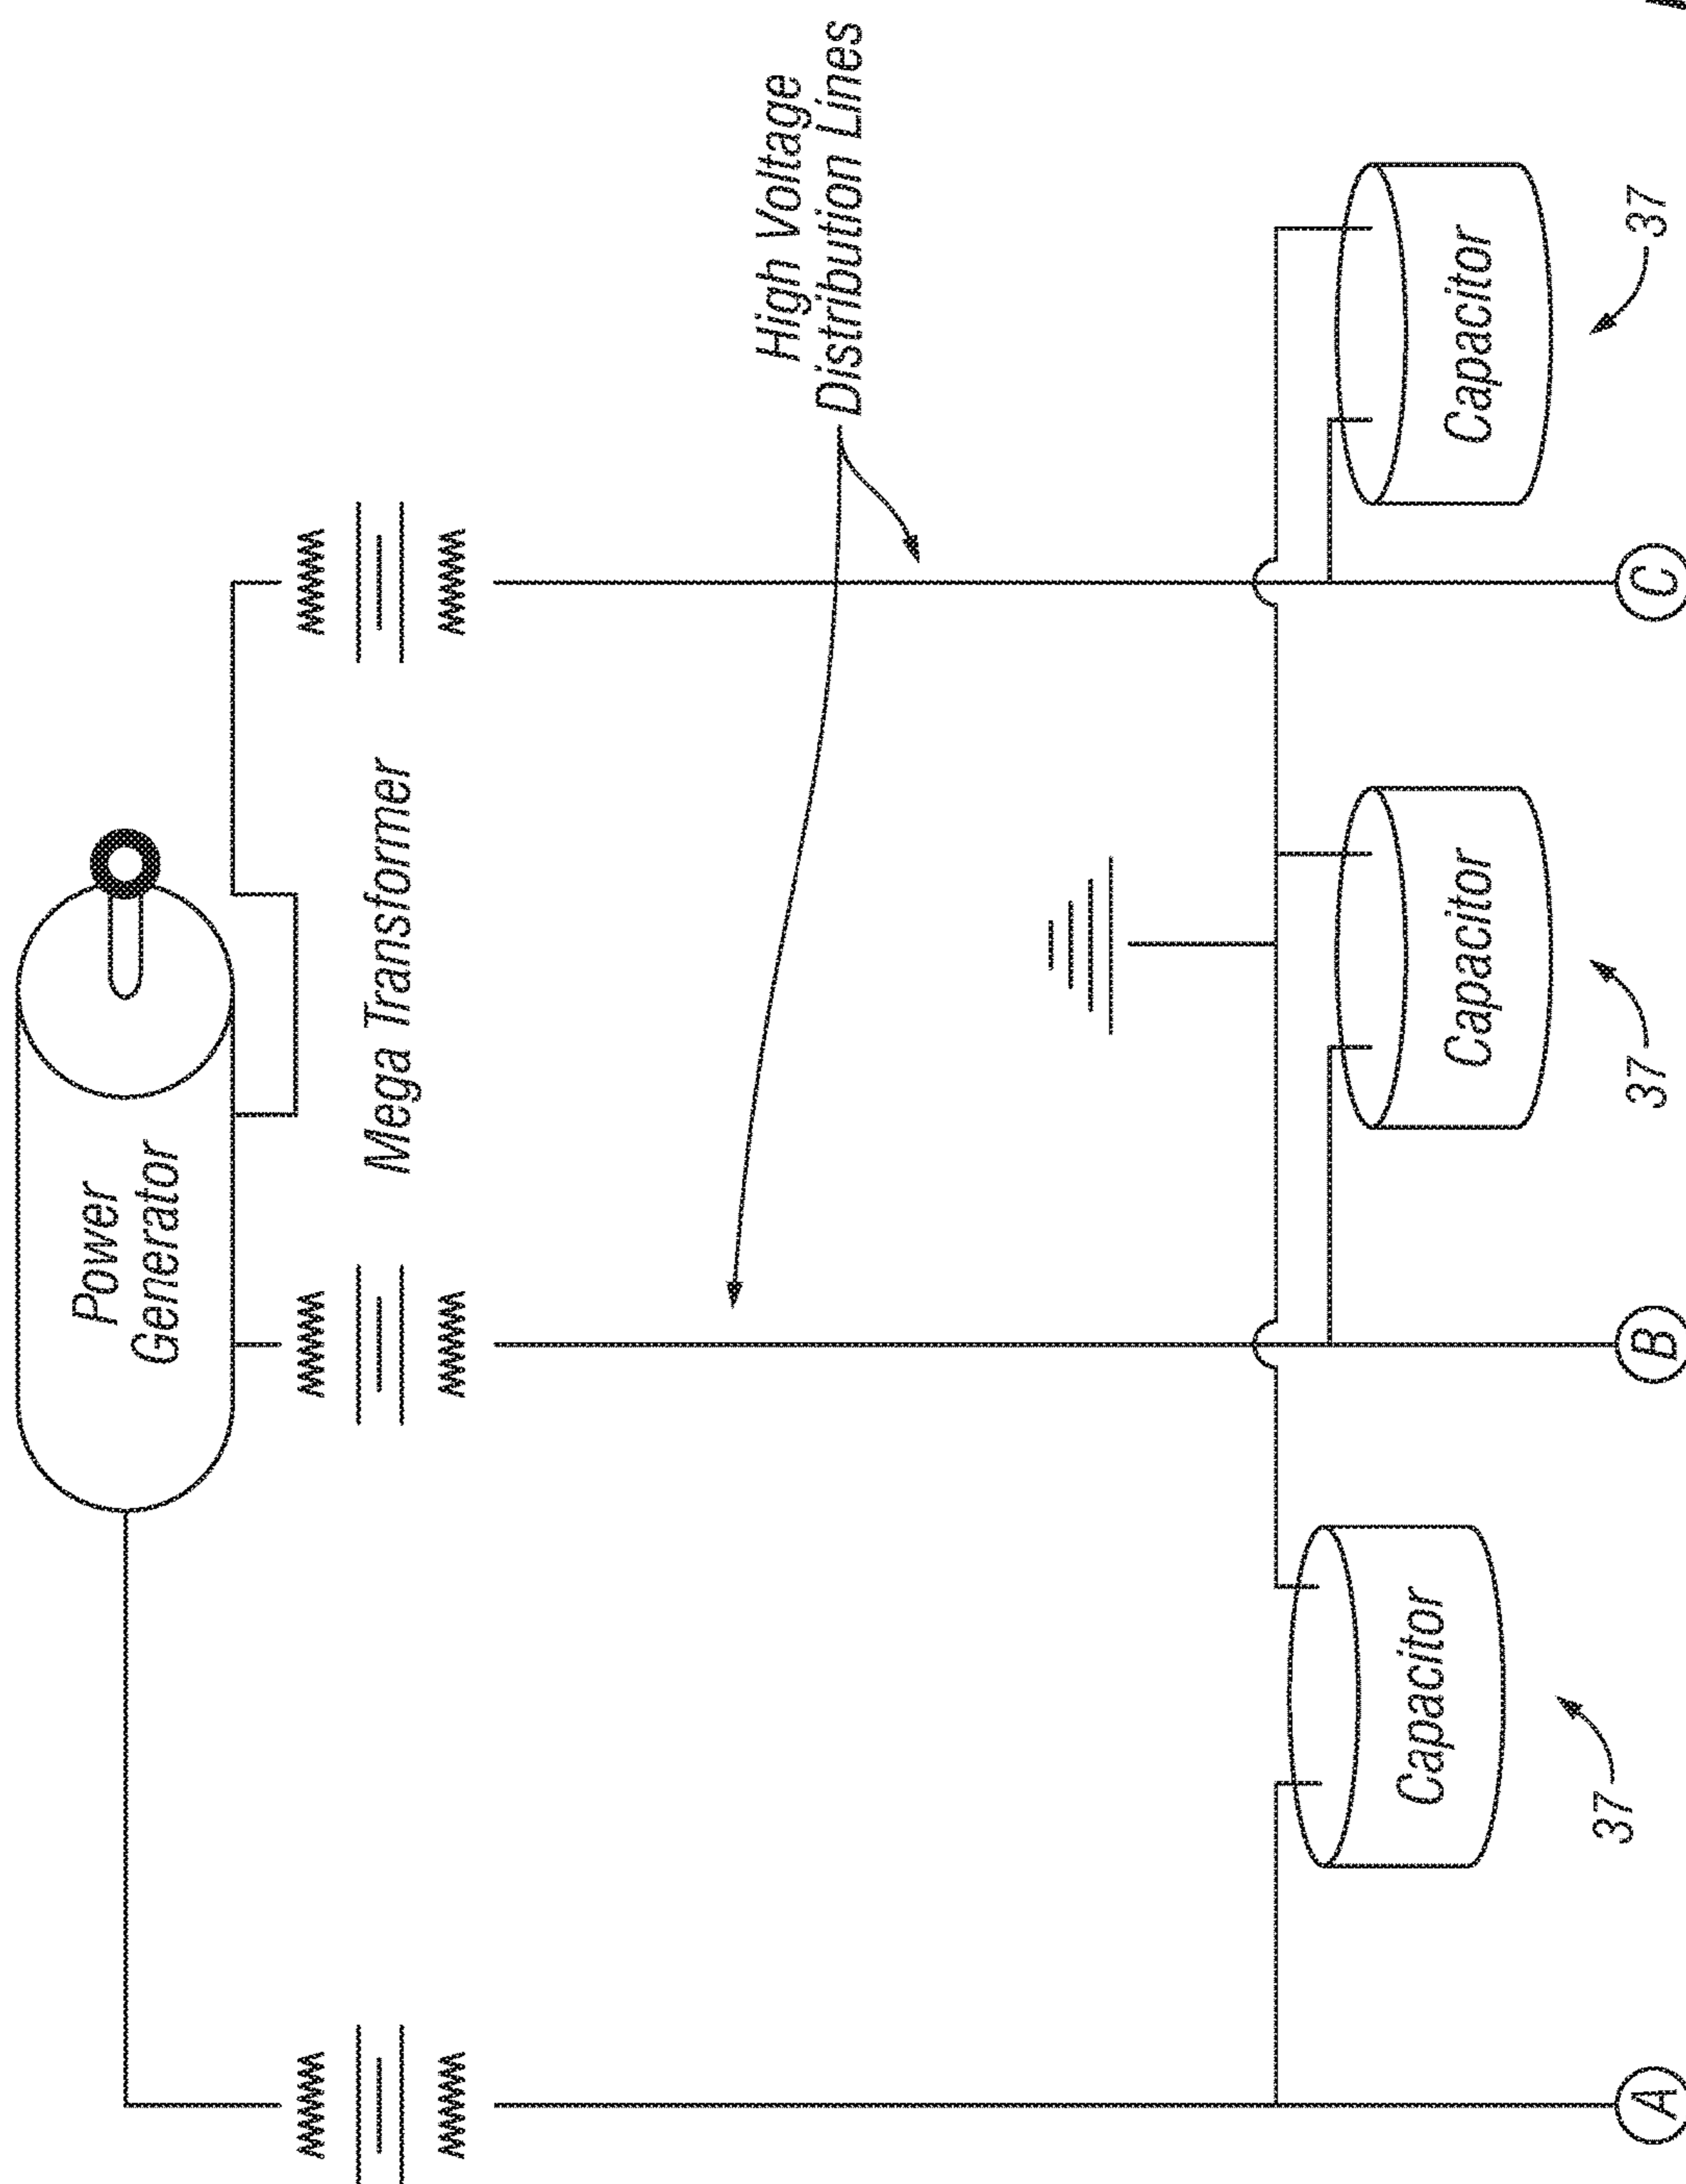 Power
Generator
Mega Transformer
High Voltage
Distribution Lines
Capacitor
Capacitor
Capacitor
37
37
37
A
B
C